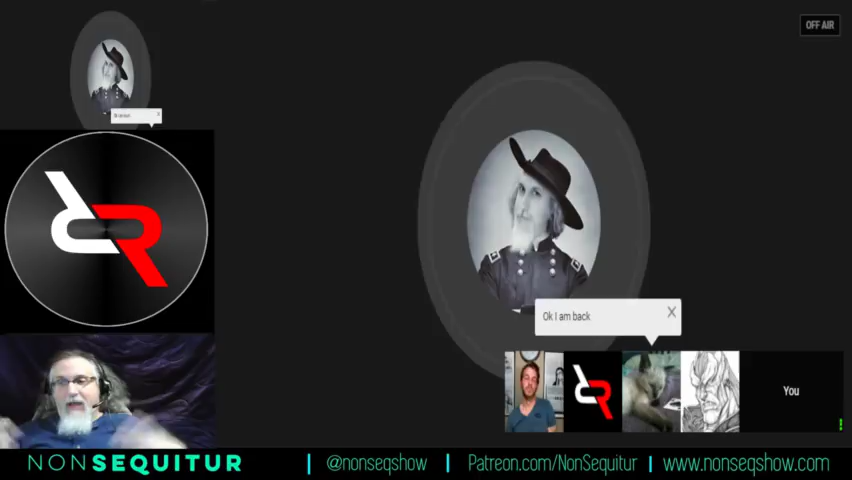 OFF AIR
Ok I am back X
You
NONSEQUITUR | @nonseqshow | Patreon.com/NonSequitur | www.nonseqshow.com